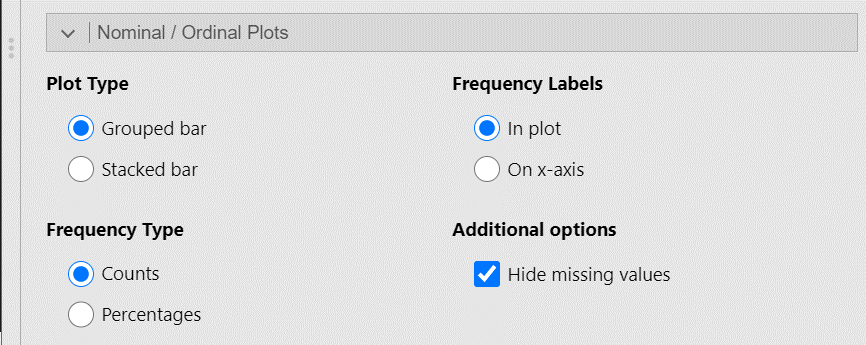 Nominal / Ordinal Plots
Plot Type
Grouped bar
Stacked bar
Frequency Labels
In plot
On x-axis
Frequency Type
Counts
Percentages
Additional options
Hide missing values